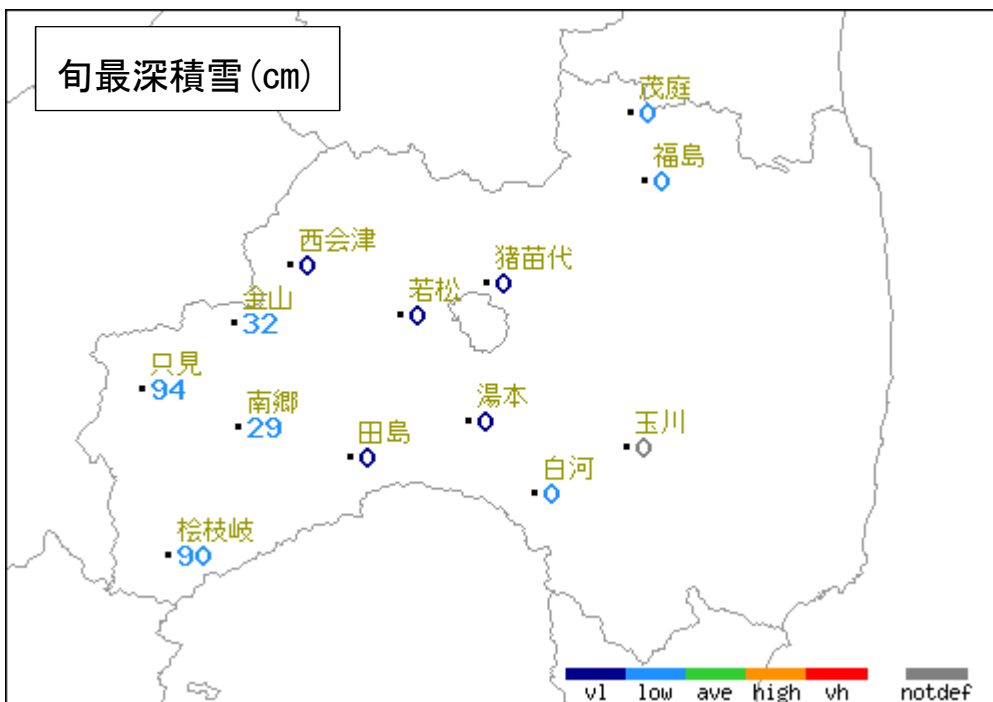 旬最深積雪(cm)
茂庭
0
福島
0
西会津
0
猪苗代
0
金山
32
若松
0
只見
94
南郷
29
湯本
0
田島
0
玉川
0
白河
0
桧枝岐
90
vl low ave high vh notdef